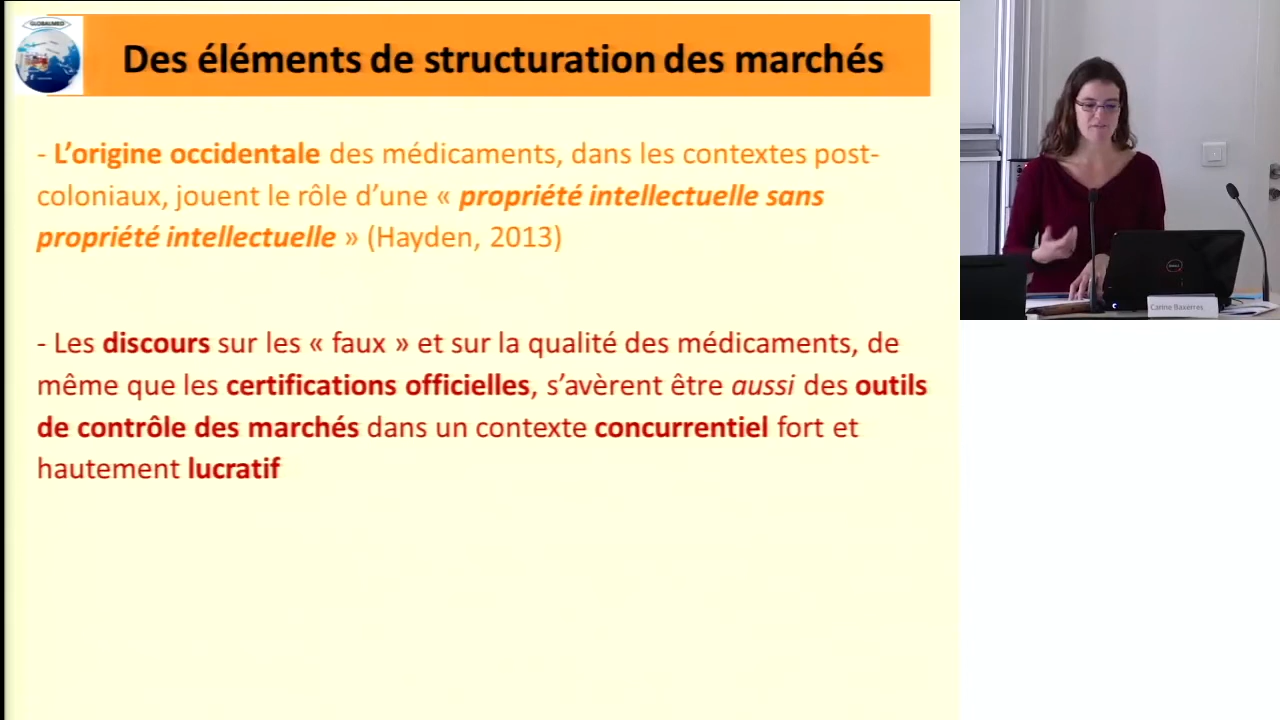 GLOBALMED
Des éléments de structuration des marchés
- L’origine occidentale des médicaments, dans les contextes post-
coloniaux, jouent le rôle d’une « propriété intellectuelle sans
propriété intellectuelle » (Hayden, 2013)
- Les discours sur les « faux » et sur la qualité des médicaments, de
même que les certifications officielles, s’avèrent être aussi des outils
de contrôle des marchés dans un contexte concurrentiel fort et
hautement lucratif
DELL
Carine Baxerres